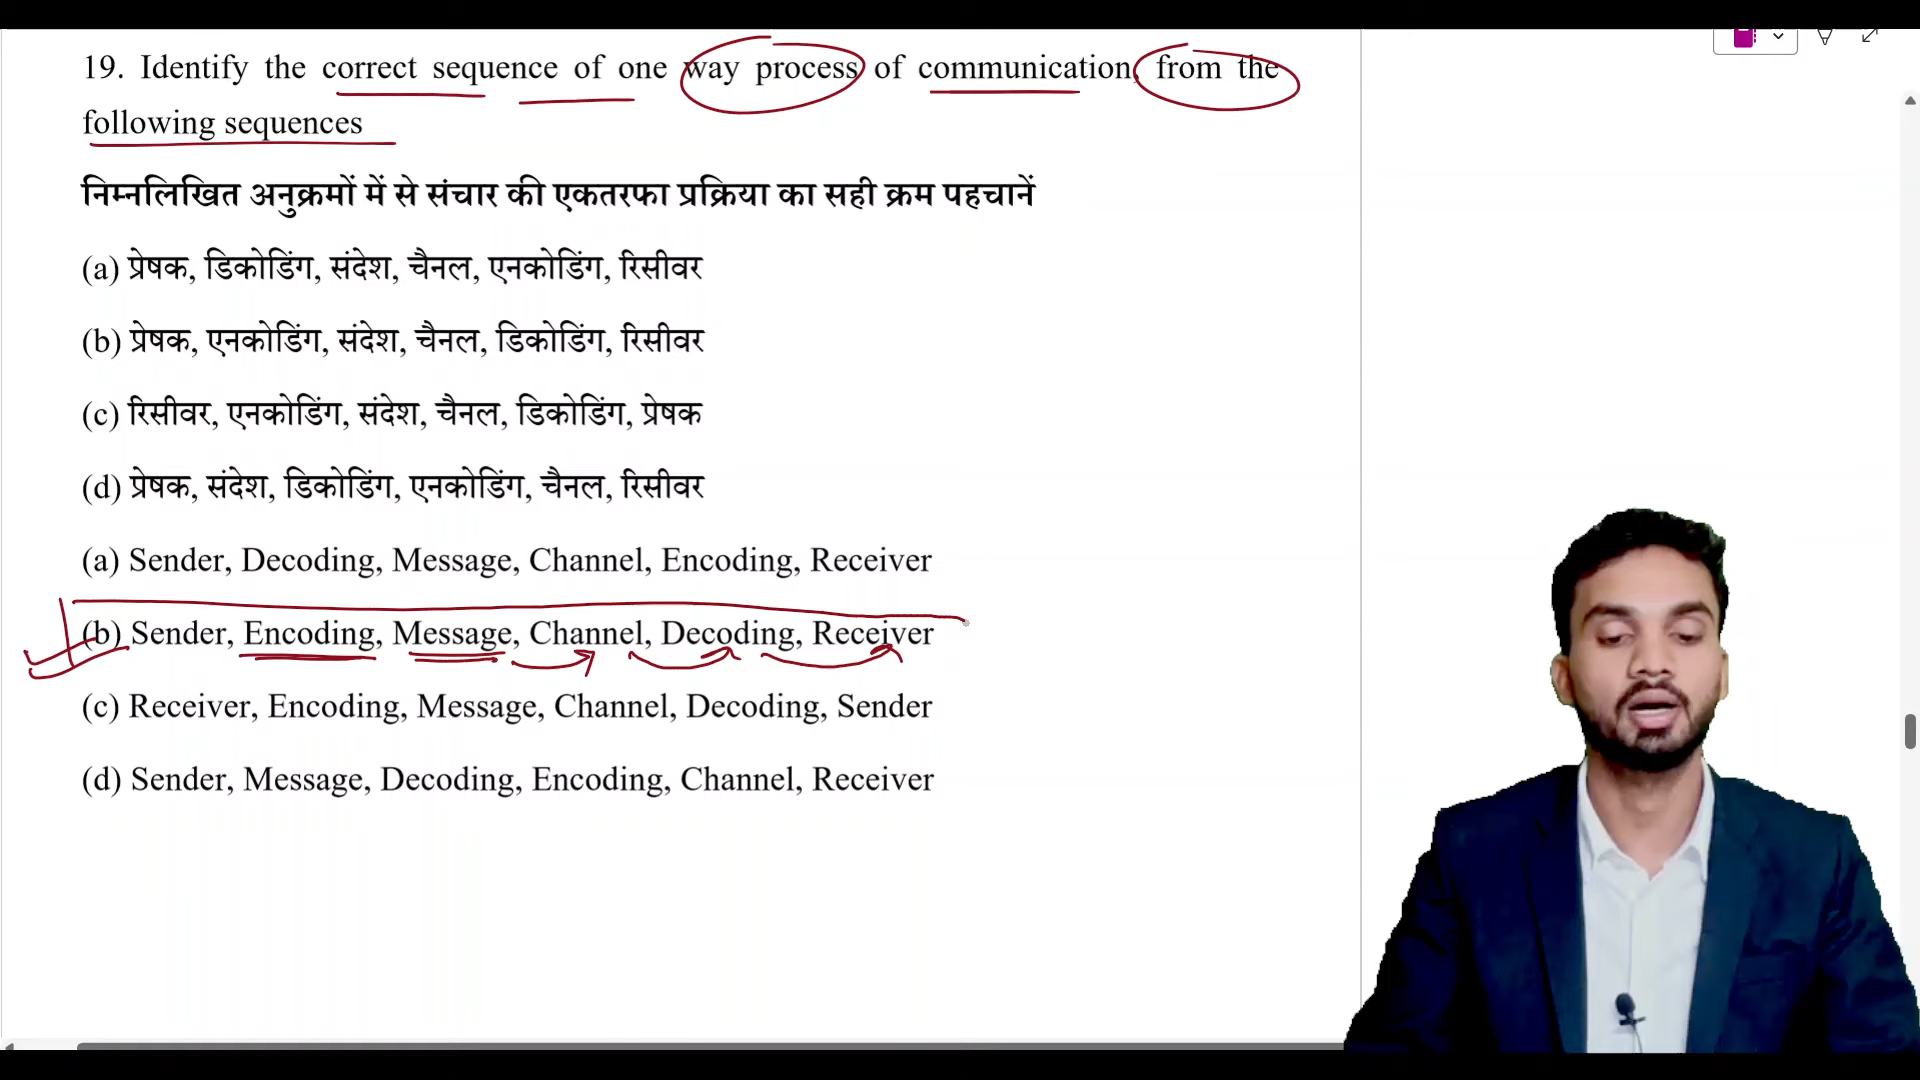 19. Identify the correct sequence of one way process of communication, from the
following sequences
निम्नलिखित अनुक्रमों में से संचार की एकतरफा प्रक्रिया का सही क्रम पहचानें
(a) प्रेषक, डिकोडिंग, संदेश, चैनल, एनकोडिंग, रिसीवर
(b) प्रेषक, एनकोडिंग, संदेश, चैनल, डिकोडिंग, रिसीवर
(c) रिसीवर, एनकोडिंग, संदेश, चैनल, डिकोडिंग, प्रेषक
(d) प्रेषक, संदेश, डिकोडिंग, एनकोडिंग, चैनल, रिसीवर
(a) Sender, Decoding, Message, Channel, Encoding, Receiver
(b) Sender, Encoding, Message, Channel, Decoding, Receiver
(c) Receiver, Encoding, Message, Channel, Decoding, Sender
(d) Sender, Message, Decoding, Encoding, Channel, Receiver